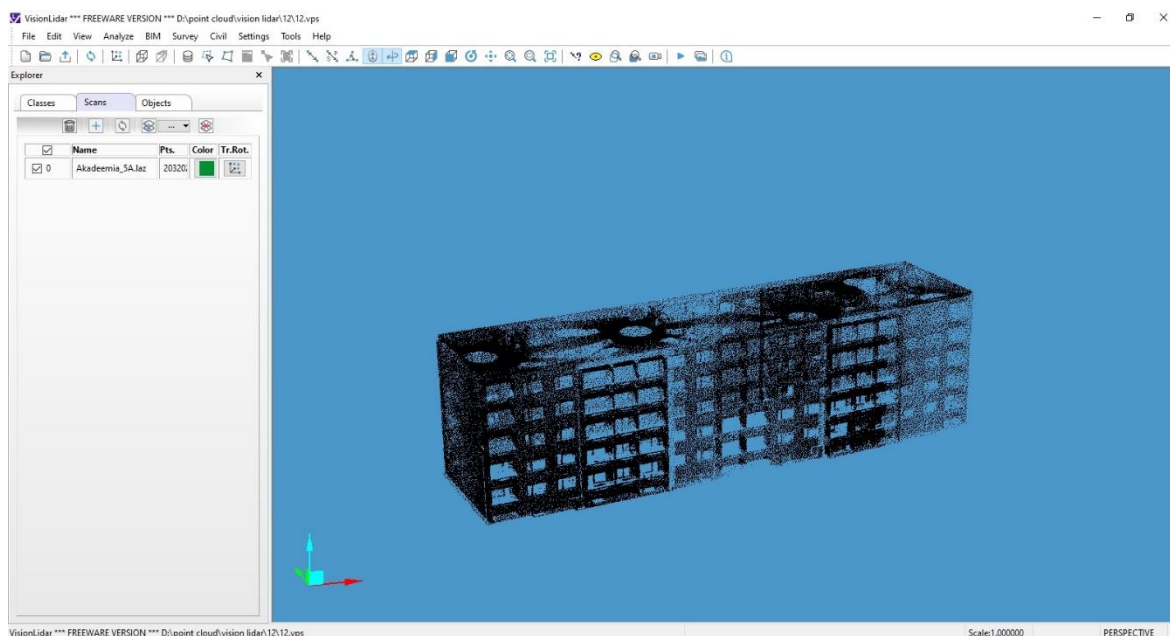 VisionLidar *** FREEWARE VERSION *** D:\point cloud\vision lidar\12\12.vps
File Edit View Analyze BIM Survey Civil Settings Tools Help
Explorer
Classes Scans Objects
...
Name Pts. Color Tr.Rot.
0 Akadeemia_5A.laz 20320
VisionLidar *** FREEWARE VERSION *** D:\point cloud\vision lidar\12\12.vps Scale:1.000000 PERSPECTIVE